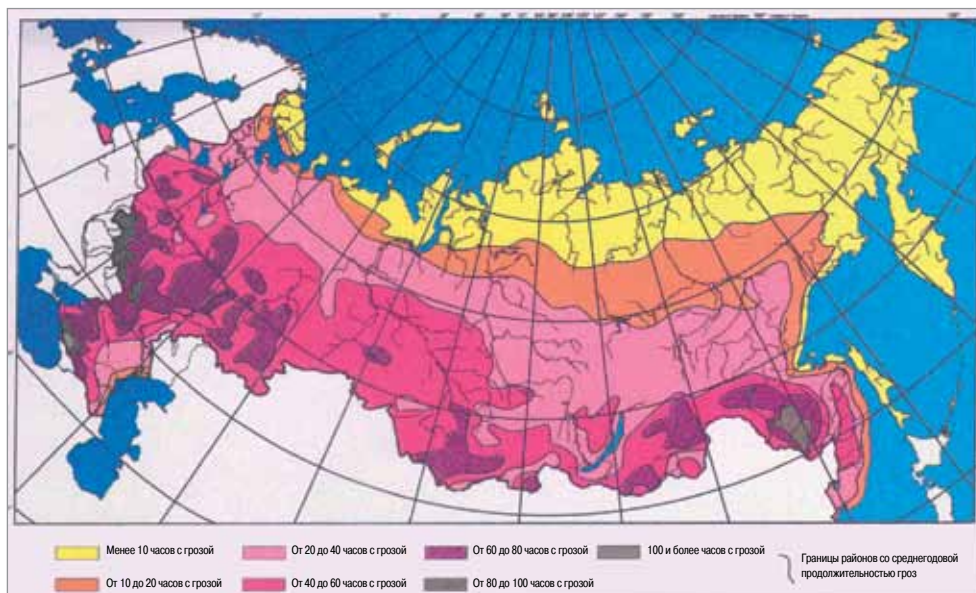 Менее 10 часов с грозой
От 20 до 40 часов с грозой
От 60 до 80 часов с грозой
100 и более часов с грозой
Границы районов со среднегодовой
продолжительностью гроз
От 10 до 20 часов с грозой
От 40 до 60 часов с грозой
От 80 до 100 часов с грозой